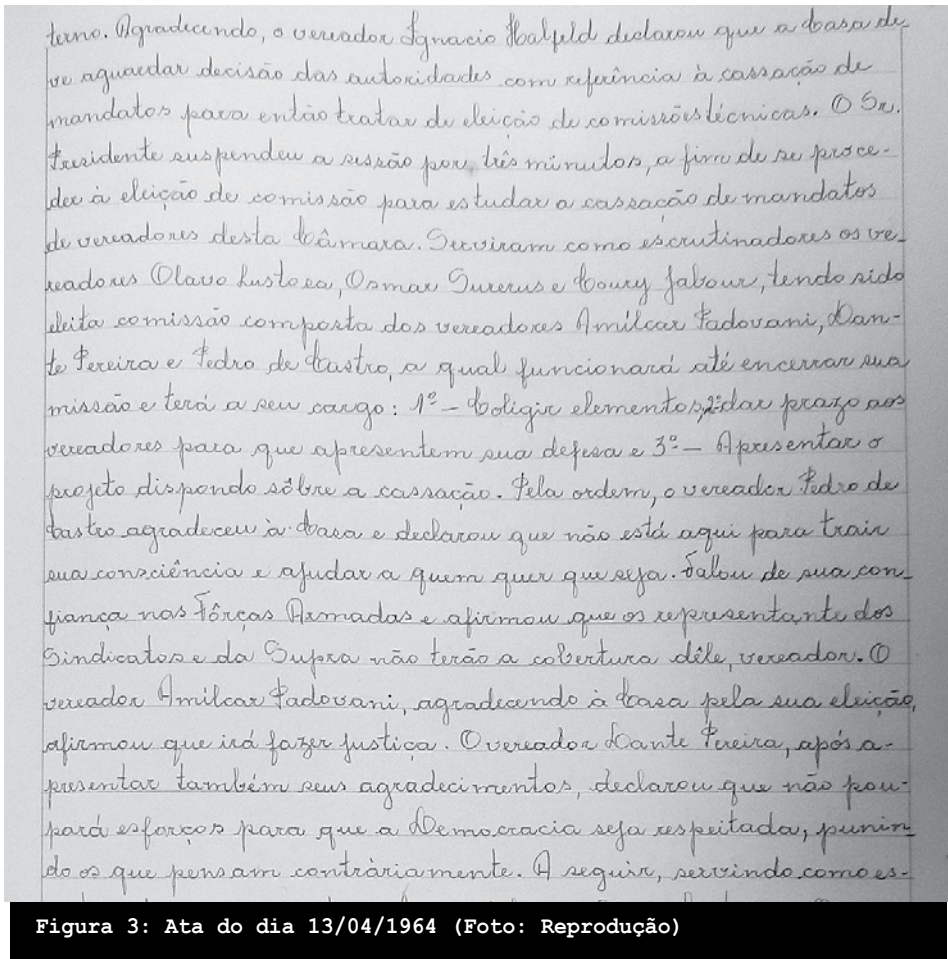 terno. Agradecendo, o vereador Ignacio Halfeld declarou que a Casa de-
ve aguardar decisão das autoridades com referência à cassação de
mandatos para então tratar de eleição de comissões técnicas. O Sr.
Presidente suspendeu a sessão por três minutos, a fim de se proce-
der à eleição de comissão para estudar a cassação de mandatos
de vereadores desta Câmara. Serviram como escrutinadores os ve-
readores Olavo Lustosa, Osmar Surerus e Coury Jabour, tendo sido
eleita comissão composta dos vereadores Amilcar Padovani, Dan-
te Pereira e Pedro de Castro, a qual funcionará até encerrar sua
missão e terá a seu cargo: 1º - Coligir elementos, 2º dar prazo aos
vereadores para que apresentem sua defesa e 3º - Apresentar o
projeto dispondo sôbre a cassação. Pela ordem, o vereador Pedro de
Castro agradeceu à Casa e declarou que não está aqui para trair
sua consciência e ajudar a quem quer que seja. Falou de sua con-
fiança nas Fôrças Armadas e afirmou que os representante dos
Sindicatos e da Supra não terão a cobertura dêle, vereador. O
vereador Amilcar Padovani, agradecendo à Casa pela sua eleição,
afirmou que irá fazer justiça. O vereador Dante Pereira, após a-
presentar também seus agradecimentos, declarou que não pou-
pará esforços para que a Democracia seja respeitada, punin-
do os que pensam contràriamente. A seguir, servindo como es-
Figura 3: Ata do dia 13/04/1964 (Foto: Reprodução)